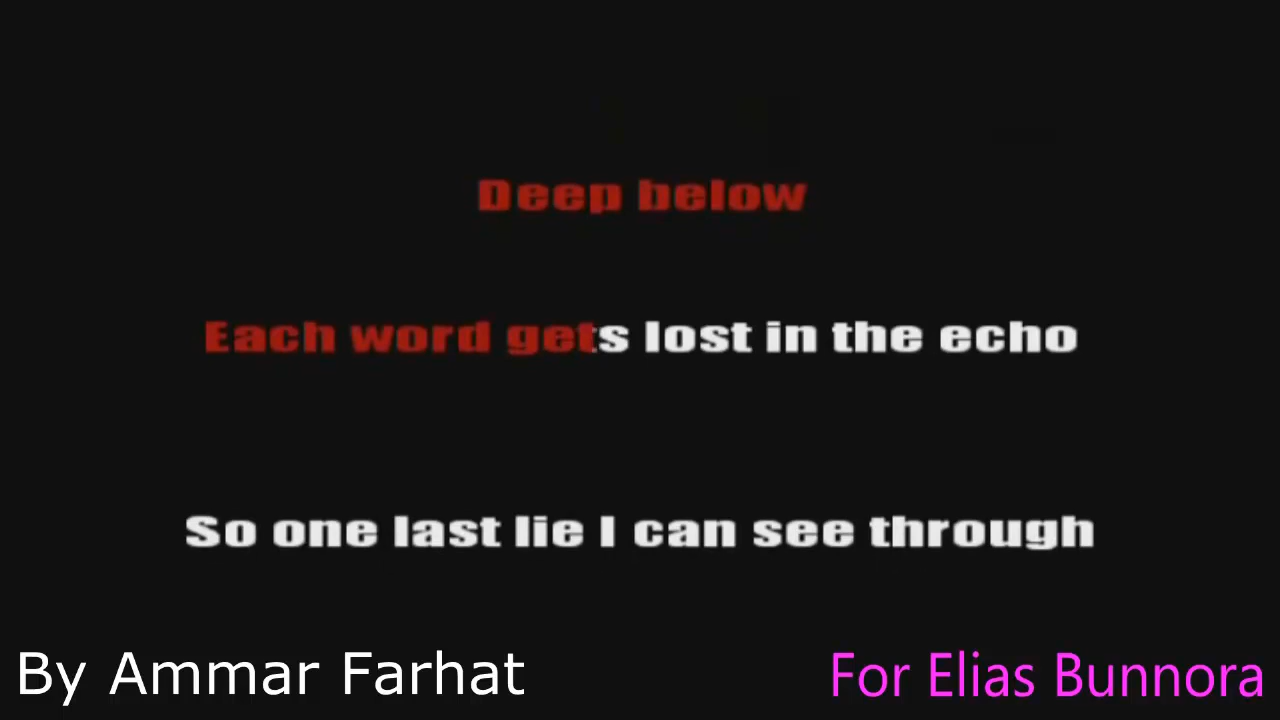 Deep below
Each word gets lost in the echo
So one last lie I can see through
By Ammar Farhat
For Elias Bunnora